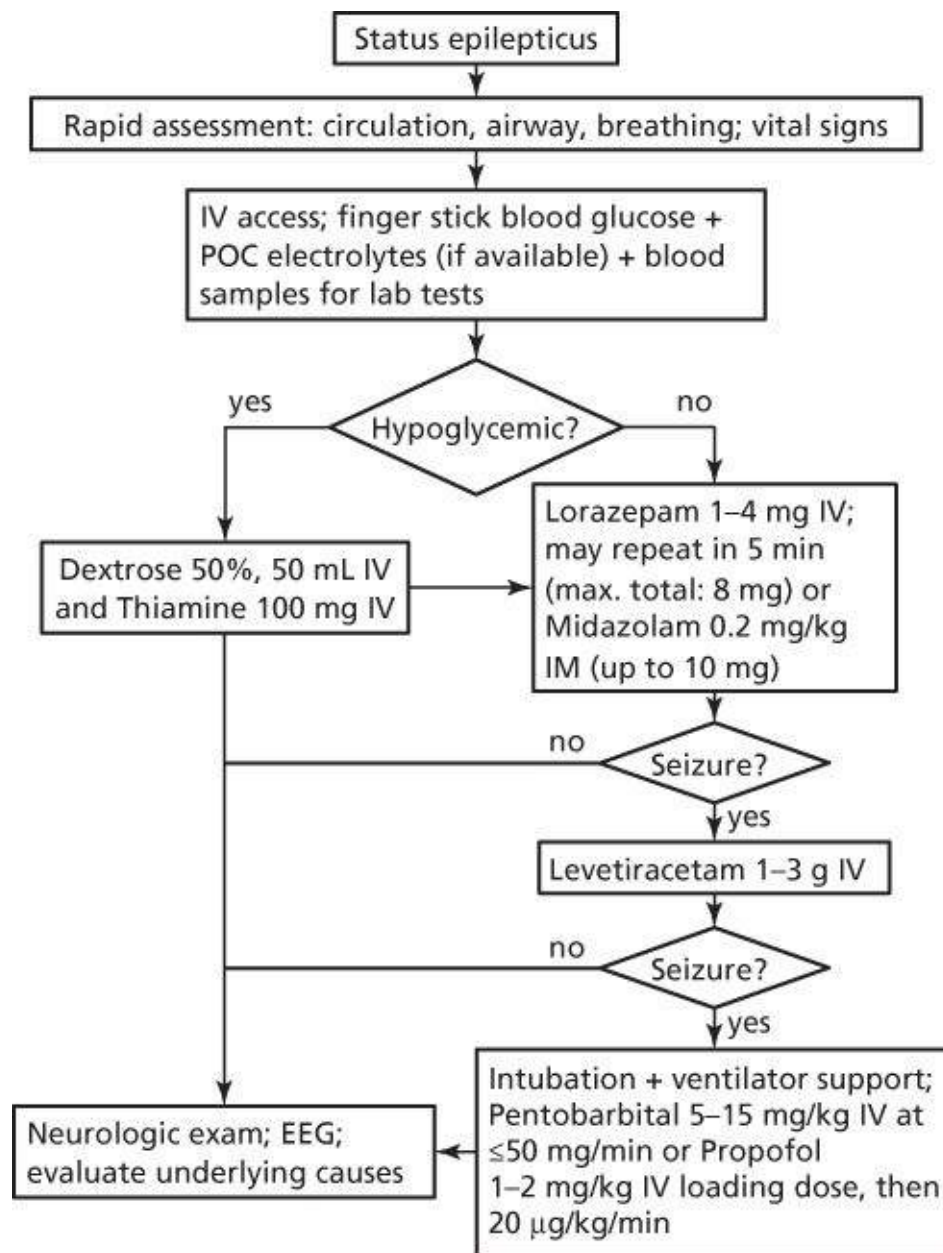 Status epilepticus
Rapid assessment: circulation, airway, breathing; vital signs
IV access; finger stick blood glucose +
POC electrolytes (if available) + blood
samples for lab tests
yes
no
Hypoglycemic?
Dextrose 50%, 50 mL IV
and Thiamine 100 mg IV
Lorazepam 1–4 mg IV;
may repeat in 5 min
(max. total: 8 mg) or
Midazolam 0.2 mg/kg
IM (up to 10 mg)
no
Seizure?
yes
Levetiracetam 1–3 g IV
no
Seizure?
yes
Intubation + ventilator support;
Pentobarbital 5–15 mg/kg IV at
≤50 mg/min or Propofol
1–2 mg/kg IV loading dose, then
20 μg/kg/min
Neurologic exam; EEG;
evaluate underlying causes